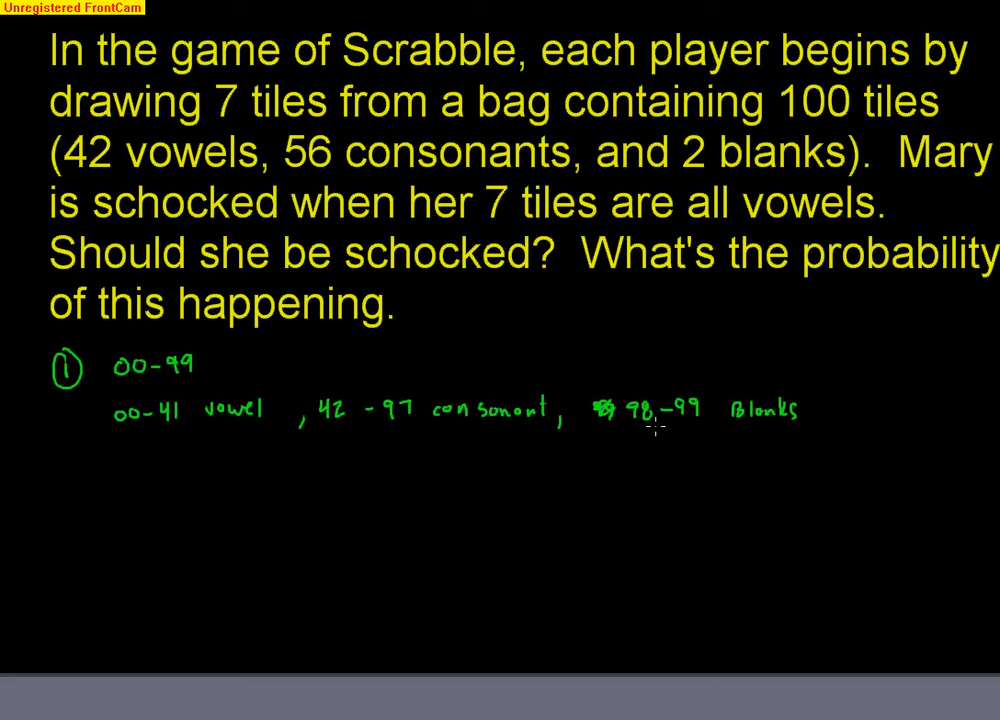 Unregistered FrontCam
In the game of Scrabble, each player begins by
drawing 7 tiles from a bag containing 100 tiles
(42 vowels, 56 consonants, and 2 blanks). Mary
is schocked when her 7 tiles are all vowels.
Should she be schocked? What's the probability
of this happening.
① 00-99
00-41 vowel , 42 - 97 consonant, 98-99 Blanks